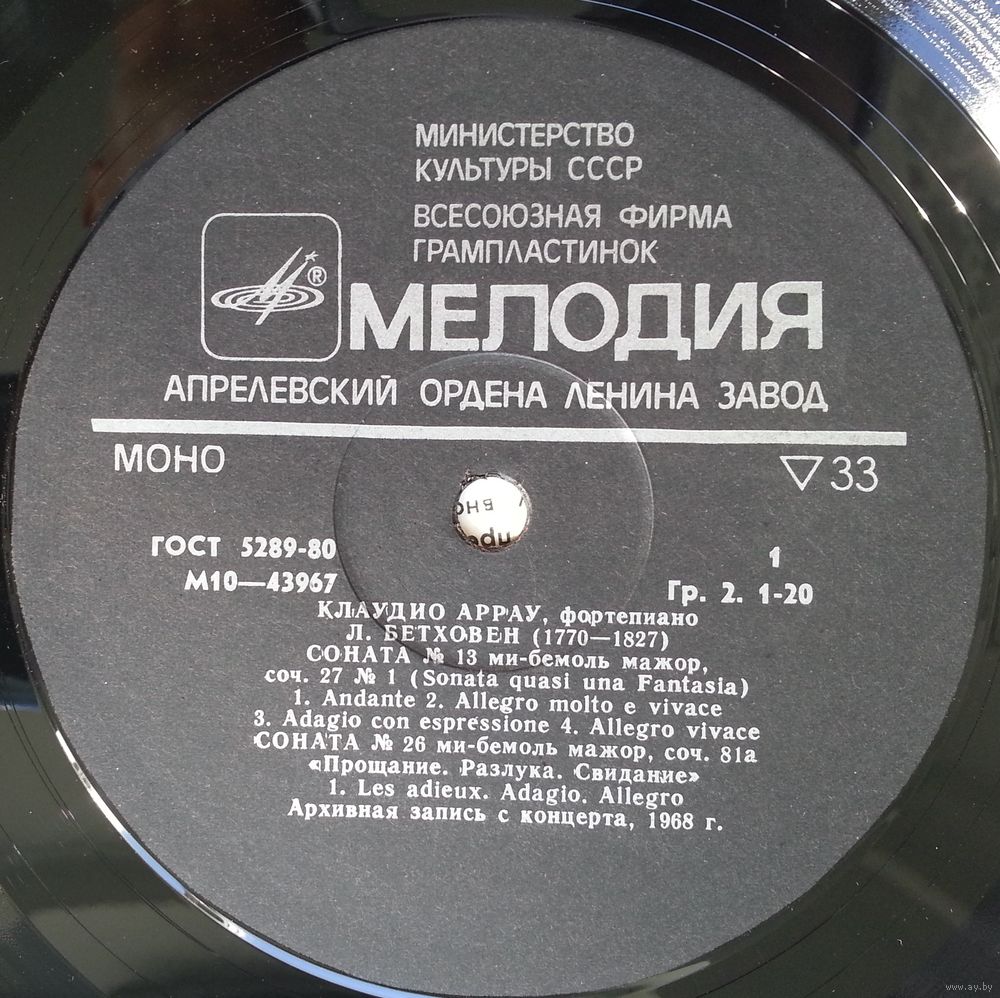 МИНИСТЕРСТВО
КУЛЬТУРЫ СССР
ВСЕСОЮЗНАЯ ФИРМА
ГРАМПЛАСТИНОК
®
МЕЛОДИЯ
АПРЕЛЕВСКИЙ ОРДЕНА ЛЕНИНА ЗАВОД
МОНО
▽33
ГОСТ 5289-80
М10—43967
1
Гр. 2. 1-20
КЛАУДИО АРРАУ, фортепиано
Л. БЕТХОВЕН (1770—1827)
СОНАТА № 13 ми-бемоль мажор,
соч. 27 № 1 (Sonata quasi una Fantasia)
1. Andante 2. Allegro molto e vivace
3. Adagio con espressione 4. Allegro vivace
СОНАТА № 26 ми-бемоль мажор, соч. 81а
«Прощание. Разлука. Свидание»
1. Les adieux. Adagio. Allegro
Архивная запись с концерта, 1968 г.
www.ay.by